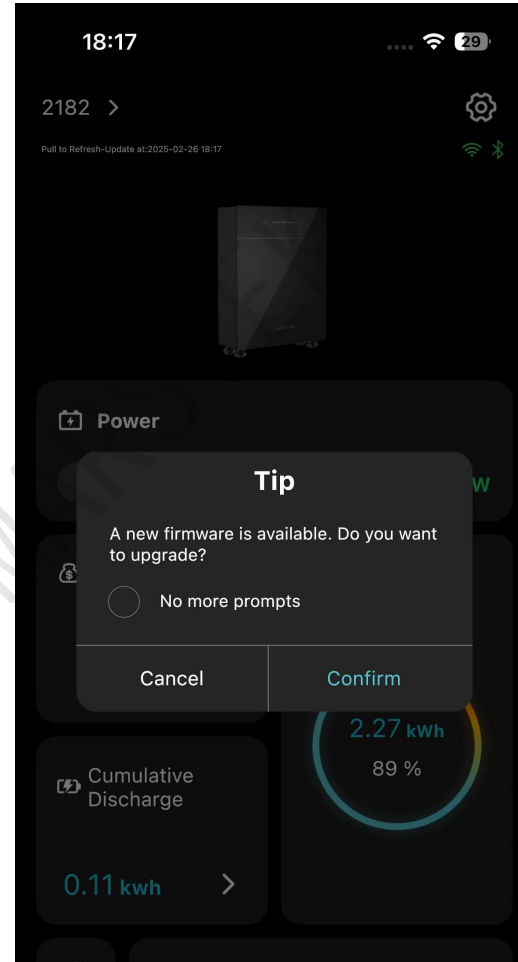 18:17
29
2182 >
Pull to Refresh-Update at:2025-02-26 18:17
Power
W
Tip
A new firmware is available. Do you want
to upgrade?
No more prompts
Cancel
Confirm
2.27 kWh
89 %
Cumulative
Discharge
0.11 kwh >